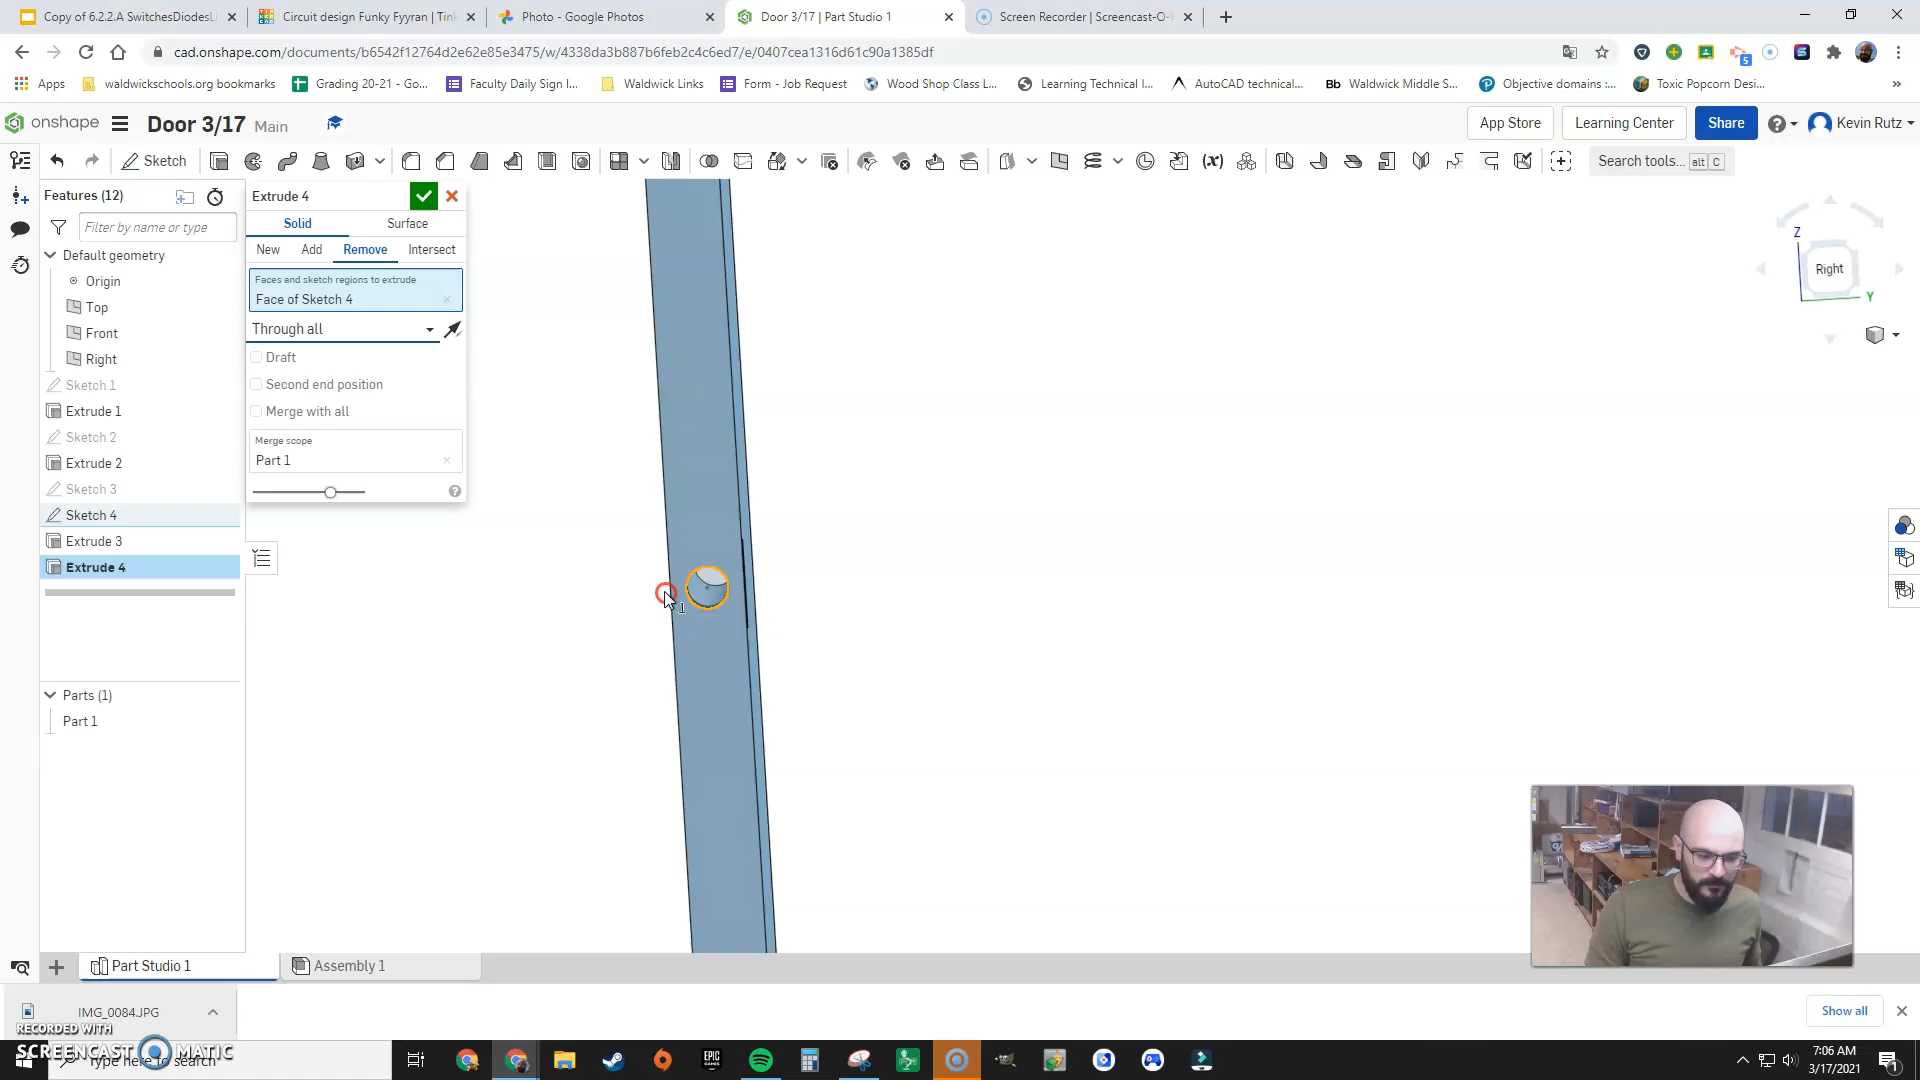 Copy of 6.2.2.A SwitchesDiodesLi
Circuit design Funky Fyyran | Tink
Photo - Google Photos
Door 3/17 | Part Studio 1
Screen Recorder | Screencast-O-
cad.onshape.com/documents/b6542f12764d2e62e85e3475/w/4338da3b887b6feb2c4c6ed7/e/0407cea1316d61c90a1385df
5
Apps
waldwickschools.org bookmarks
Grading 20-21 - Go...
Faculty Daily Sign I...
Waldwick Links
Form - Job Request
Wood Shop Class L...
Learning Technical I...
AutoCAD technical...
Bb
Waldwick Middle S...
Objective domains :...
Toxic Popcorn Desi...
»
onshape
Door 3/17
Main
App Store
Learning Center
Share
Kevin Rutz
Sketch
(x)
Search tools...
alt
C
Features (12)
Extrude 4
Solid
Surface
Filter by name or type
New
Add
Remove
Intersect
Default geometry
Faces and sketch regions to extrude
Origin
Face of Sketch 4
Top
Through all
Front
Right
Draft
Sketch 1
Second end position
Extrude 1
Merge with all
Sketch 2
Merge scope
Extrude 2
Part 1
Sketch 3
Sketch 4
Extrude 3
Extrude 4
Z
Right
Y
1
Parts (1)
Part 1
Part Studio 1
Assembly 1
IMG_0084.JPG
Show all
RECORDED WITH
SCREENCAST
MATIC
Type here to search
EPIC
GAMES
7:06 AM
3/17/2021
1